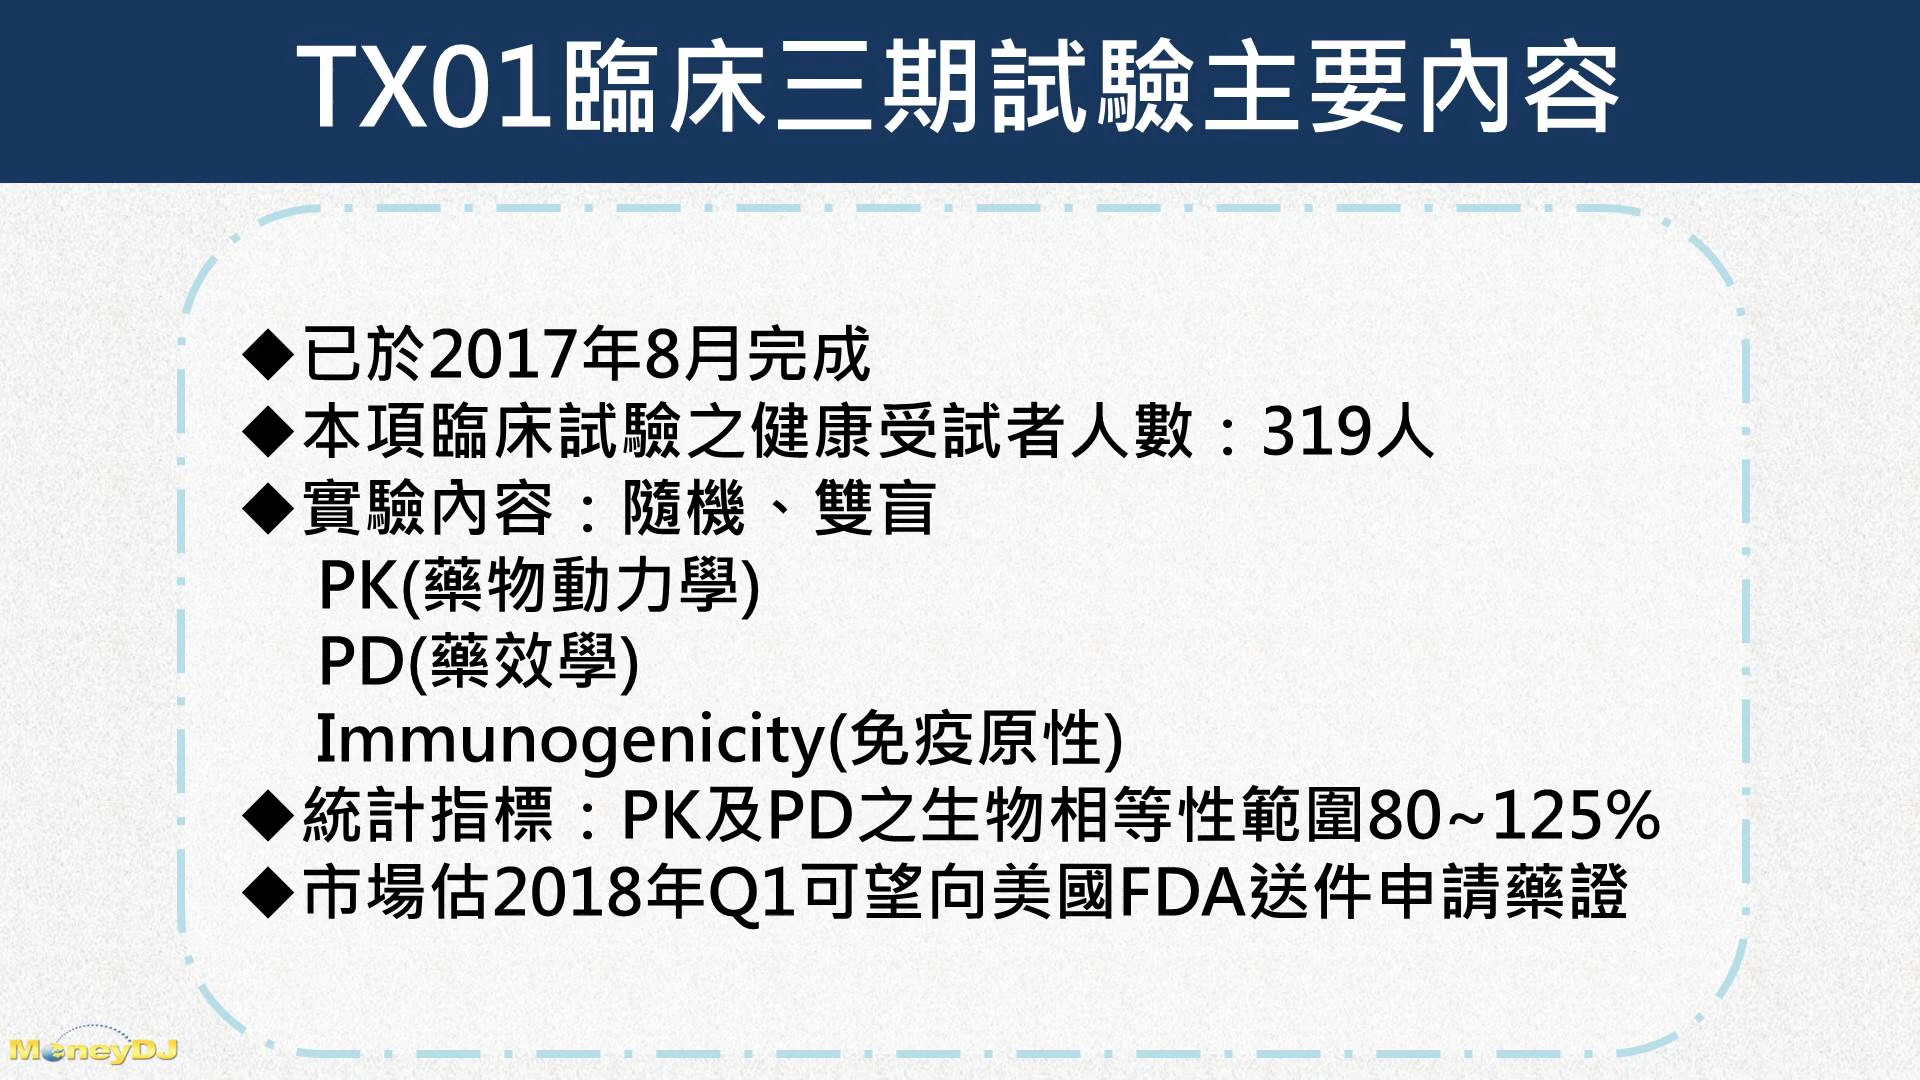 TX01臨床三期試驗主要內容
◆已於2017年8月完成
◆本項臨床試驗之健康受試者人數：319人
◆實驗內容：隨機、雙盲
PK(藥物動力學)
PD(藥效學)
Immunogenicity(免疫原性)
◆統計指標：PK及PD之生物相等性範圍80~125%
◆市場估2018年Q1可望向美國FDA送件申請藥證
MoneyDJ